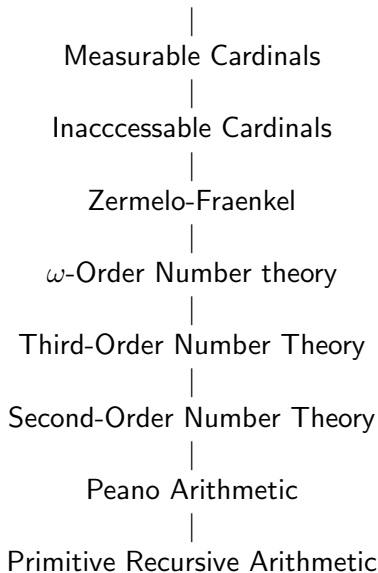 Measurable Cardinals
Inacccessable Cardinals
Zermelo-Fraenkel
ω-Order Number theory
Third-Order Number Theory
Second-Order Number Theory
Peano Arithmetic
Primitive Recursive Arithmetic